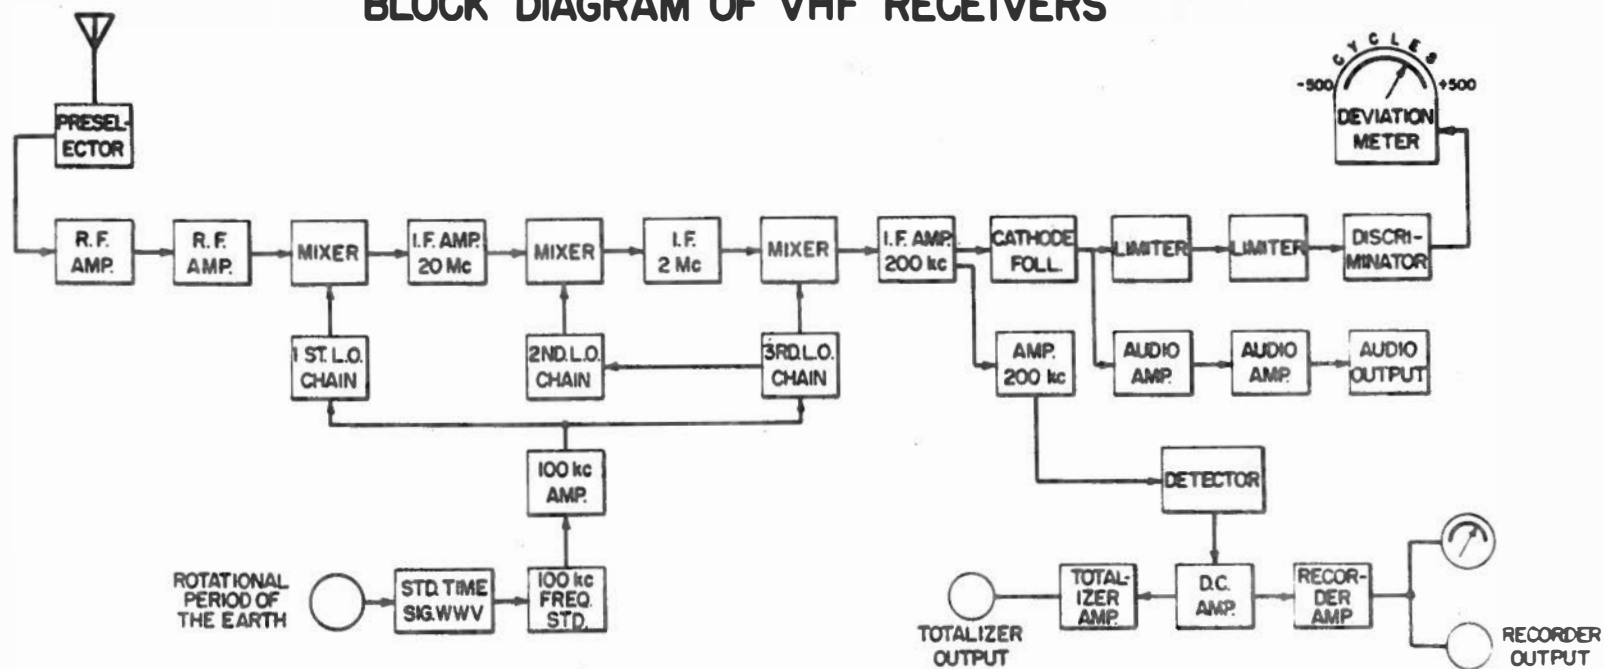 BLOCK DIAGRAM OF VHF RECEIVERS
CYCLES
-500
+500
DEVIATION
METER
PRESEL-
ECTOR
R. F.
AMP.
R. F.
AMP.
MIXER
I.F. AMP.
20 Mc
MIXER
I.F.
2 Mc
MIXER
I.F. AMP.
200 kc
CATHODE
FOLL.
LIMITER
LIMITER
DISCRI-
MINATOR
1 ST. L.O.
CHAIN
2ND. L.O.
CHAIN
3RD. L.O.
CHAIN
AMP.
200 kc
AUDIO
AMP.
AUDIO
AMP.
AUDIO
OUTPUT
100 kc
AMP.
DETECTOR
ROTATIONAL
PERIOD OF
THE EARTH
STD. TIME
SIG. WWV
100 kc
FREQ.
STD.
TOTALIZER
OUTPUT
TOTAL-
IZER
AMP.
D.C.
AMP.
RECOR-
DER
AMP
RECORDER
OUTPUT